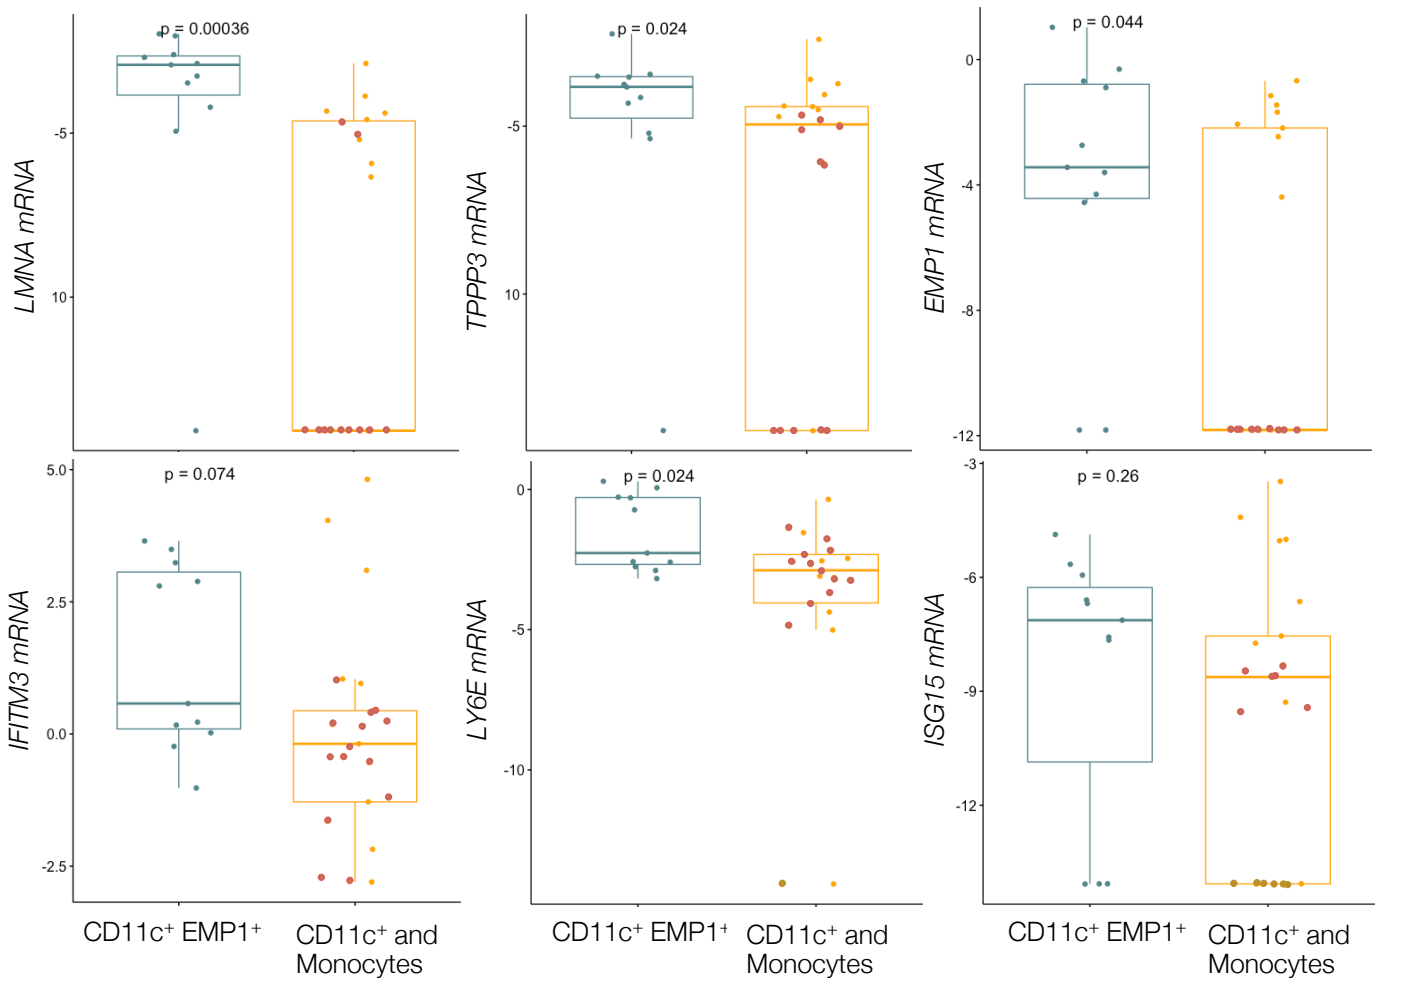 p = 0.00036
-5
10
LMNA mRNA
p = 0.024
-5
10
TPPP3 mRNA
p = 0.044
0
-4
-8
-12
EMP1 mRNA
p = 0.074
5.0
2.5
0.0
-2.5
IFITM3 mRNA
p = 0.024
0
-5
-10
LY6E mRNA
p = 0.26
-3
-6
-9
-12
ISG15 mRNA
CD11c⁺ EMP1⁺
CD11c⁺ and
Monocytes
CD11c⁺ EMP1⁺
CD11c⁺ and
Monocytes
CD11c⁺ EMP1⁺
CD11c⁺ and
Monocytes